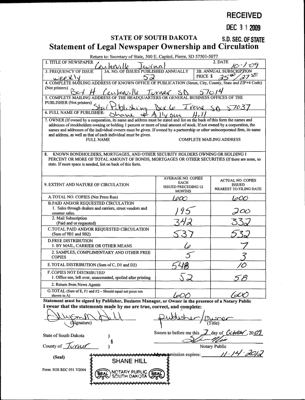 RECEIVED
DEC 31 2009
S.D. SEC. OF STATE
STATE OF SOUTH DAKOTA
Statement of Legal Newspaper Ownership and Circulation
Return to: Secretary of State, 500 E. Capitol, Pierre, SD 57501-5077
1. TITLE OF NEWSPAPER Centerville Journal
2. DATE 10-1-09
3. FREQUENCY OF ISSUE weekly
3A. NO. OF ISSUES PUBLISHED ANNUALLY 52
3B. ANNUAL SUBSCRIPTION PRICE $
4. COMPLETE MAILING ADDRESS OF KNOWN OFFICE OF PUBLICATION (Street, City, County, State and ZIP+4 Code)
(Not printers) Box H Centerville Turner SD 57014
5. COMPLETE MAILING ADDRESS OF THE HEADQUARTERS OR GENERAL BUSINESS OFFICES OF THE
PUBLISHER (Not printer) Star Publishing Box 6 Irene SD 57037
6. FULL NAME OF PUBLISHER: Shane & Allyson Hill
7. OWNER (If owned by a corporation, its name and address must be stated and list on the back of this form the names and
addresses of stockholders owning or holding 1 percent or more of total amount of stock. If not owned by a corporation, the
names and addresses of the individual owners must be given. If owned by a partnership or other unincorporated firm, its name
and address, as well as that of each individual must be given.
FULL NAME COMPLETE MAILING ADDRESS
8. KNOWN BONDHOLDERS, MORTGAGEES, AND OTHER SECURITY HOLDERS OWNING OR HOLDING 1
PERCENT OR MORE OF TOTAL AMOUNT OF BONDS, MORTGAGES OR OTHER SECURITIES (If there are none, so
state. If more space is needed, list on back of this form.
9. EXTENT AND NATURE OF CIRCULATION
AVERAGE NO. COPIES EACH ISSUED PRECEDING 12 MONTHS
ACTUAL NO. COPIES ISSUED NEAREST TO FILING DATE
A. TOTAL NO. COPIES (Net Press Run) 600 600
B. PAID AND/OR REQUESTED CIRCULATION
1. Sales through dealers and carriers, street vendors and
counter sales. 195 200
2. Mail Subscription
(Paid and or requested) 342 332
C. TOTAL PAID AND/OR REQUESTED CIRCULATION
(Sum of 9B1 and 9B2) 537 532
D. FREE DISTRIBUTION
1. BY MAIL, CARRIER OR OTHER MEANS 6 7
2. SAMPLES, COMPLIMENTARY AND OTHER FREE
COPIES 5 3
E. TOTAL DISTRIBUTION (Sum of C, D1 and D2) 548 10
F. COPIES NOT DISTRIBUTED
1. Office use, left over, unaccounted, spoiled after printing 52 58
2. Return from News Agents
G. TOTAL (Sum of E, F1 and F2 - Should equal net press run
shown in A) 600 600
Statement must be signed by Publisher, Business Manager, or Owner in the presence of a Notary Public
I swear that the statements made by me are true, correct, and complete:
Allyson Hill publisher/owner
(Signature) (Title)
State of South Dakota )
Sworn to before me this 2 day of October, 2009
County of Turner )
Notary Public
(Seal)
expires: 11-14-2012
SHANE HILL
SEAL NOTARY PUBLIC SOUTH DAKOTA SEAL